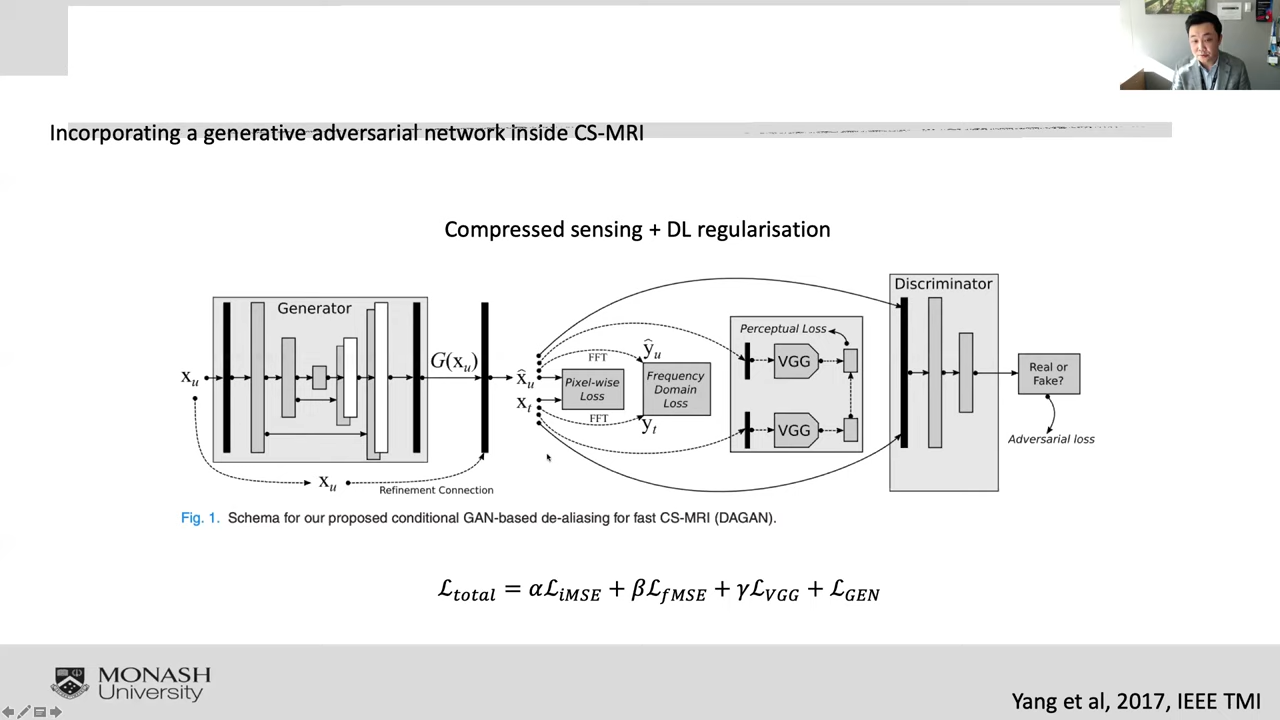 Incorporating a generative adversarial network inside CS-MRI
Compressed sensing + DL regularisation
Generator
Discriminator
Perceptual Loss
G(x_u)
ŷ_u
FFT
VGG
x_u
x̂_u
Pixel-wise
Loss
Frequency
Domain
Loss
Real or
Fake?
x_t
FFT
y_t
VGG
Adversarial loss
x_u
Refinement Connection
Fig. 1. Schema for our proposed conditional GAN-based de-aliasing for fast CS-MRI (DAGAN).
ℒ_total = αℒ_iMSE + βℒ_fMSE + γℒ_VGG + ℒ_GEN
MONASH
University
Yang et al, 2017, IEEE TMI